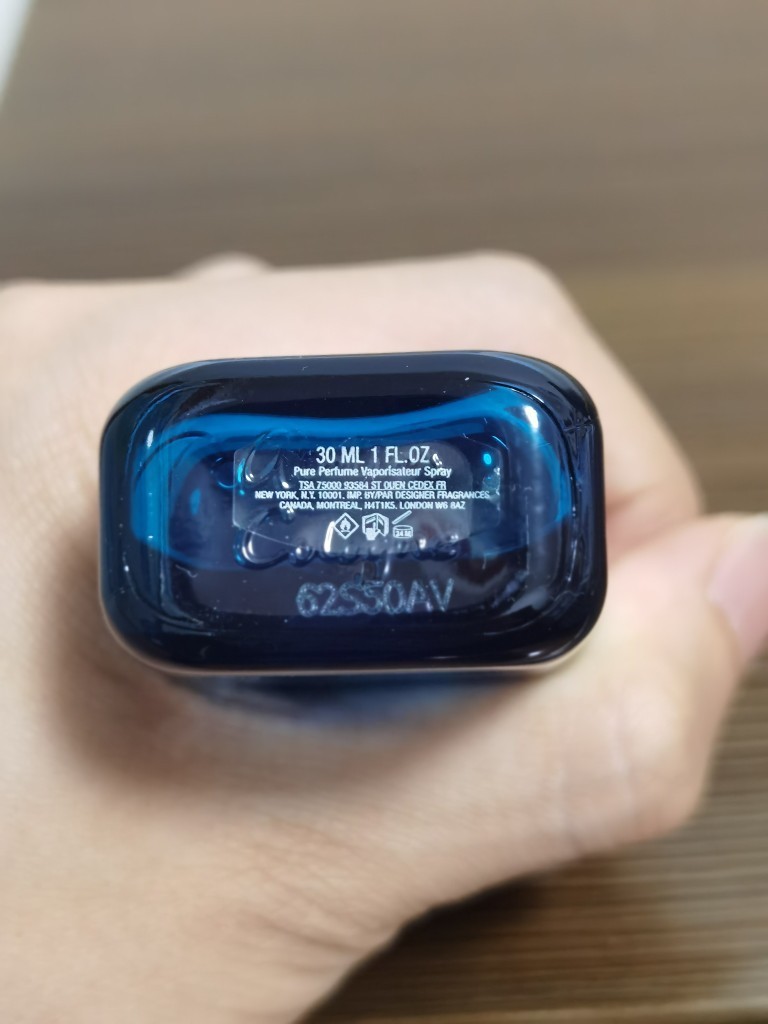 30 ML 1 FL.OZ
Pure Perfume Vaporisateur Spray
TSA 75000 93584 ST OUEN CEDEX FR
NEW YORK, N.Y. 10001. IMP. BY/PAR DESIGNER FRAGRANCES
CANADA, MONTREAL, H4T1K5. LONDON W6 8AZ
24 M
62S50AV